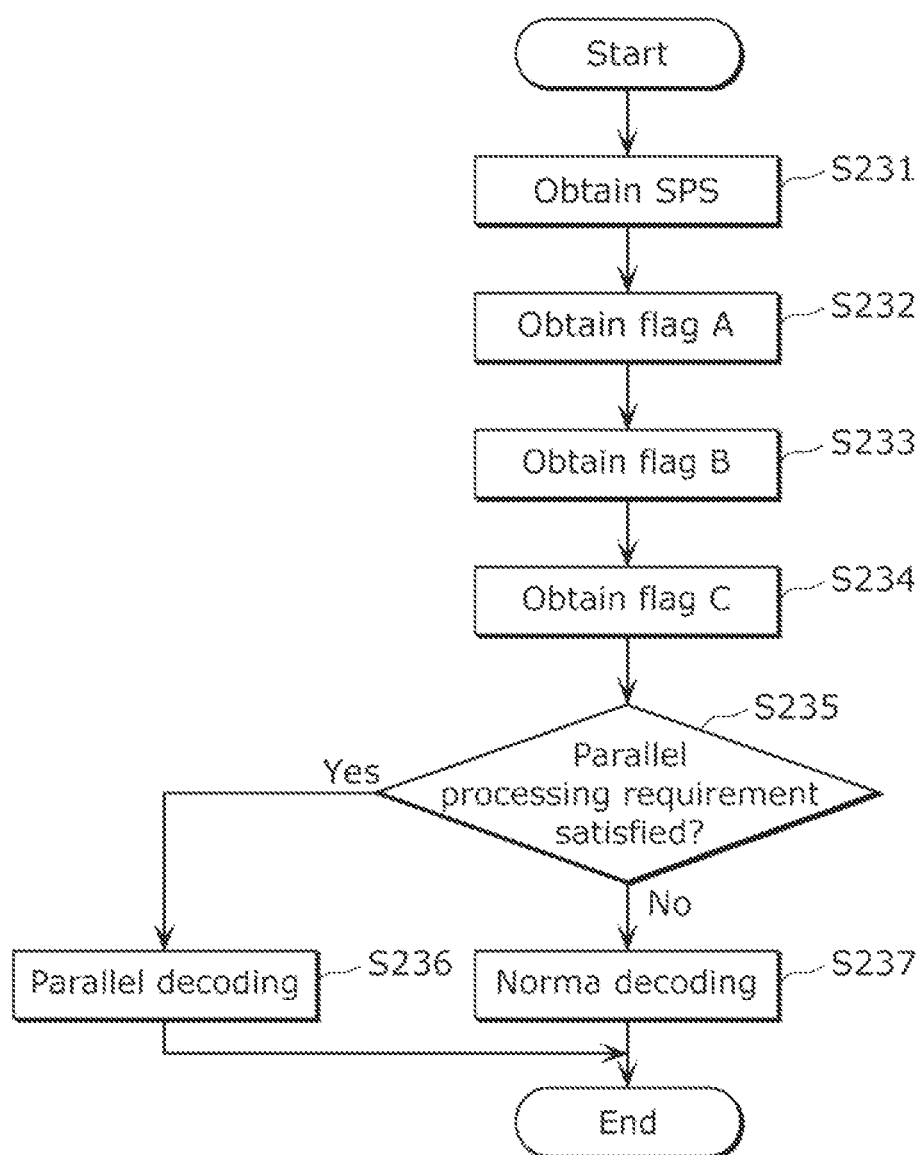 Start
Obtain SPS
S231
Obtain flag A
S232
Obtain flag B
S233
Obtain flag C
S234
S235
Parallel
processing requirement
satisfied?
Yes
No
Parallel decoding
S236
Norma decoding
S237
End